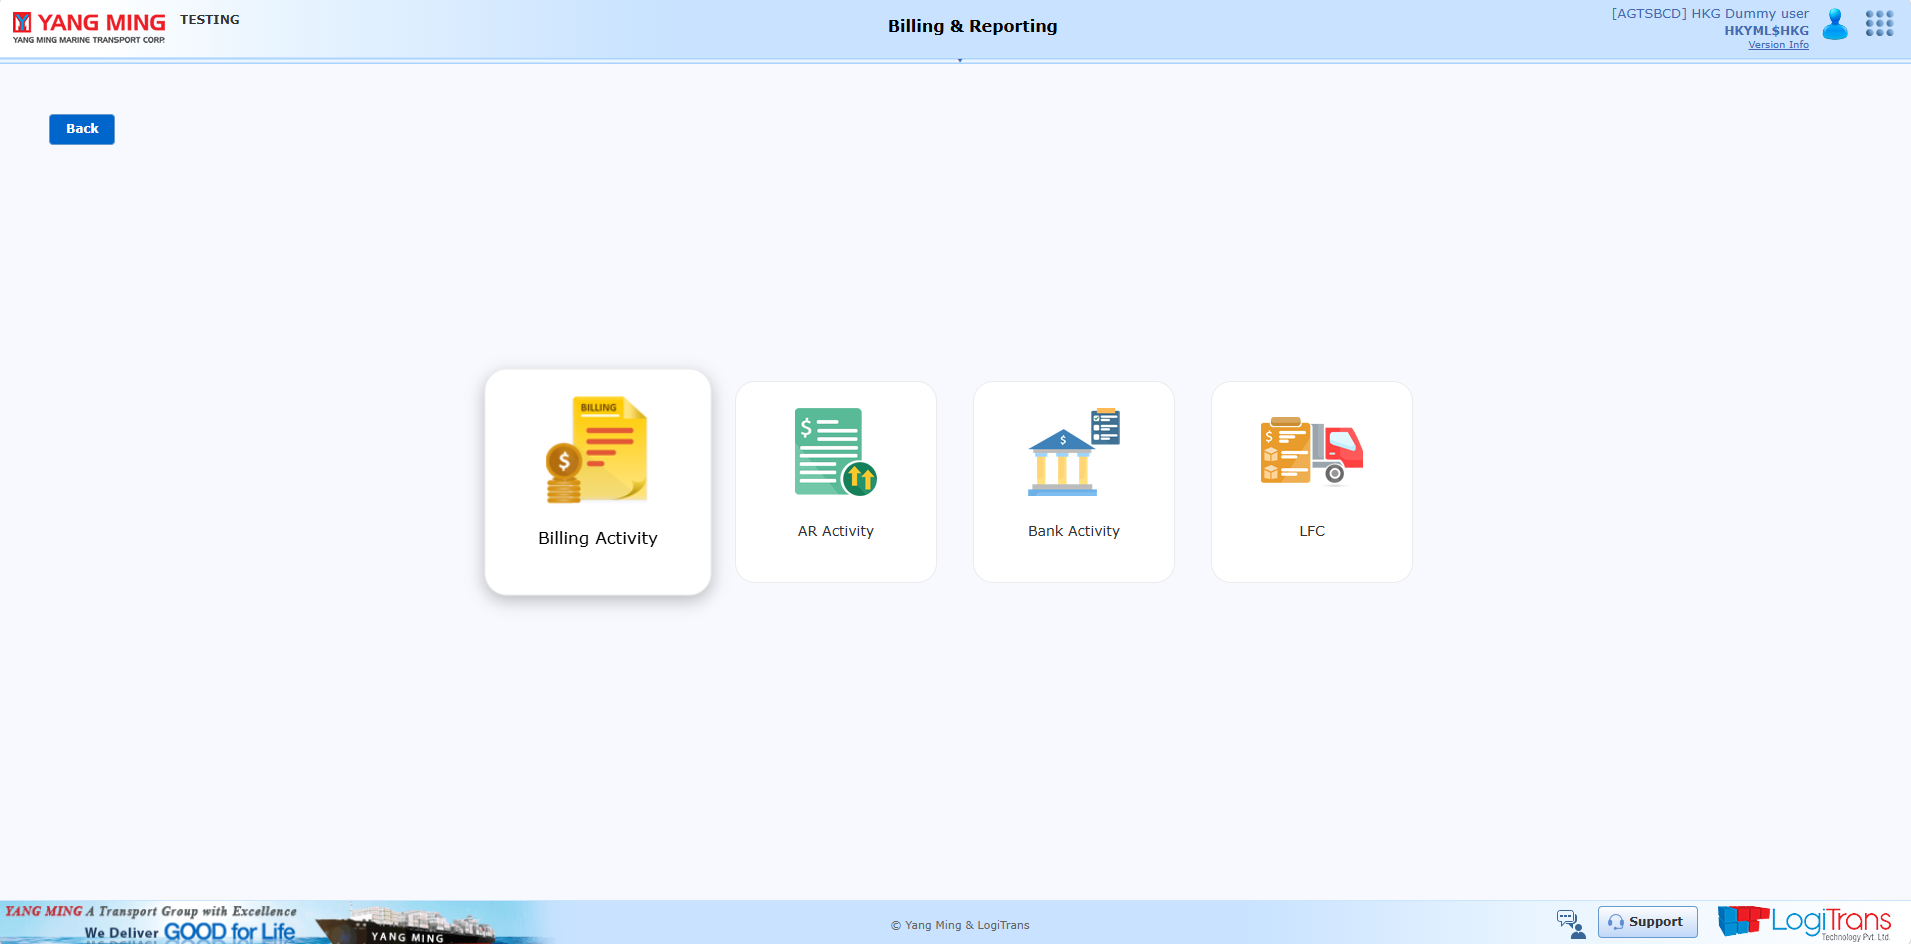 YANG MING
YANG MING MARINE TRANSPORT CORP.
TESTING
Billing & Reporting
[AGTSBCD] HKG Dummy user
HKYML$HKG
Version Info
Back
BILLING
Billing Activity
AR Activity
Bank Activity
LFC
YANG MING A Transport Group with Excellence
We Deliver GOOD for Life
YANG MING
© Yang Ming & LogiTrans
Support
LogiTrans
Technology Pvt. Ltd.